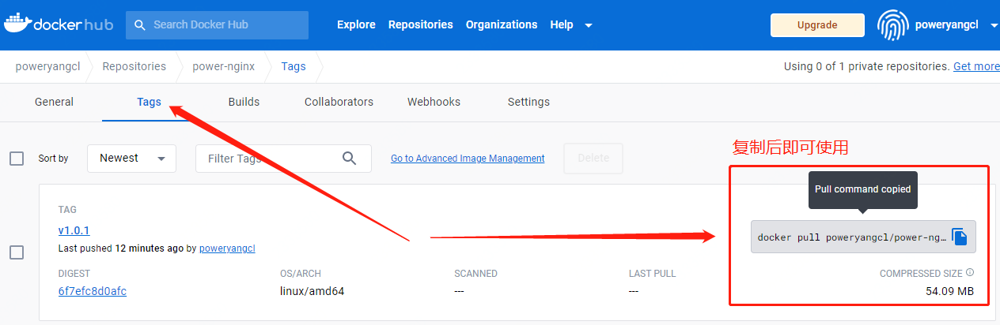 dockerhub
Search Docker Hub
Explore Repositories Organizations Help
Upgrade
poweryangcl
poweryangcl Repositories power-nginx Tags
Using 0 of 1 private repositories. Get more
General Tags Builds Collaborators Webhooks Settings
复制后即可使用
Sort by Newest Filter Tags Go to Advanced Image Management Delete
Pull command copied
TAG
v1.0.1
docker pull poweryangcl/power-ng…
Last pushed 12 minutes ago by poweryangcl
DIGEST OS/ARCH SCANNED LAST PULL COMPRESSED SIZE
6f7efc8d0afc linux/amd64 --- --- 54.09 MB